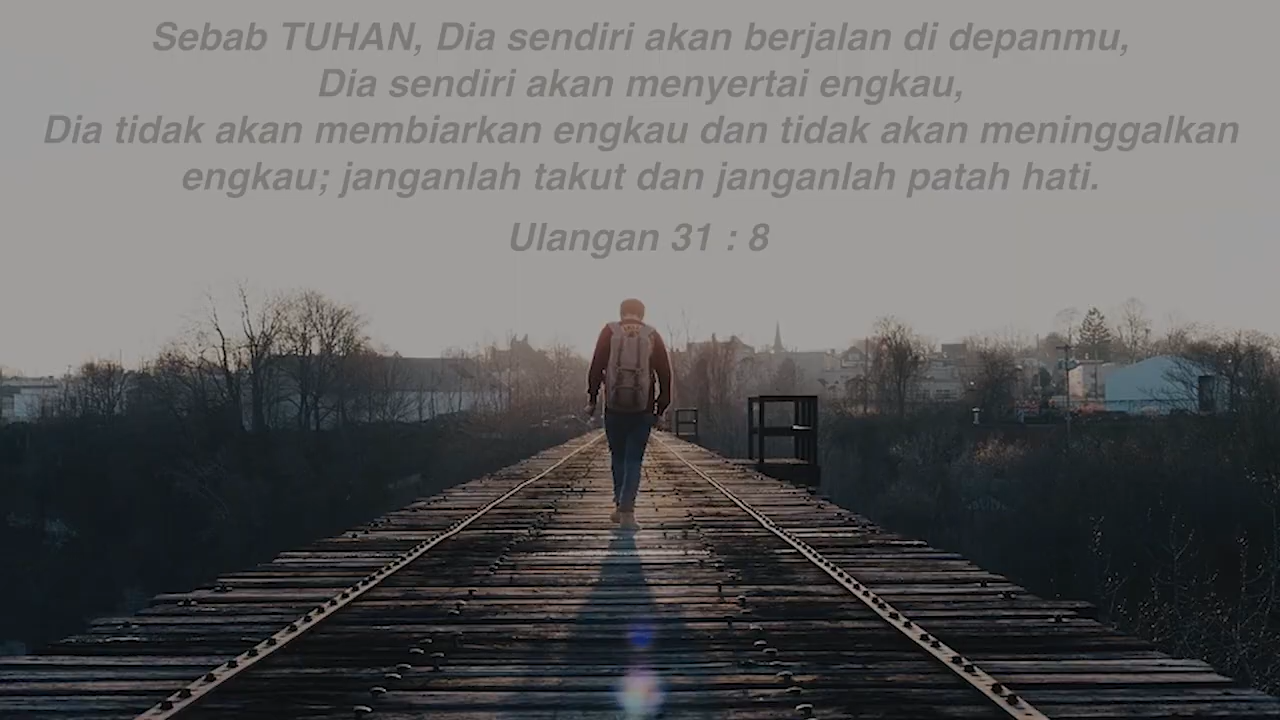 Sebab TUHAN, Dia sendiri akan berjalan di depanmu,
Dia sendiri akan menyertai engkau,
Dia tidak akan membiarkan engkau dan tidak akan meninggalkan
engkau; janganlah takut dan janganlah patah hati.
Ulangan 31 : 8